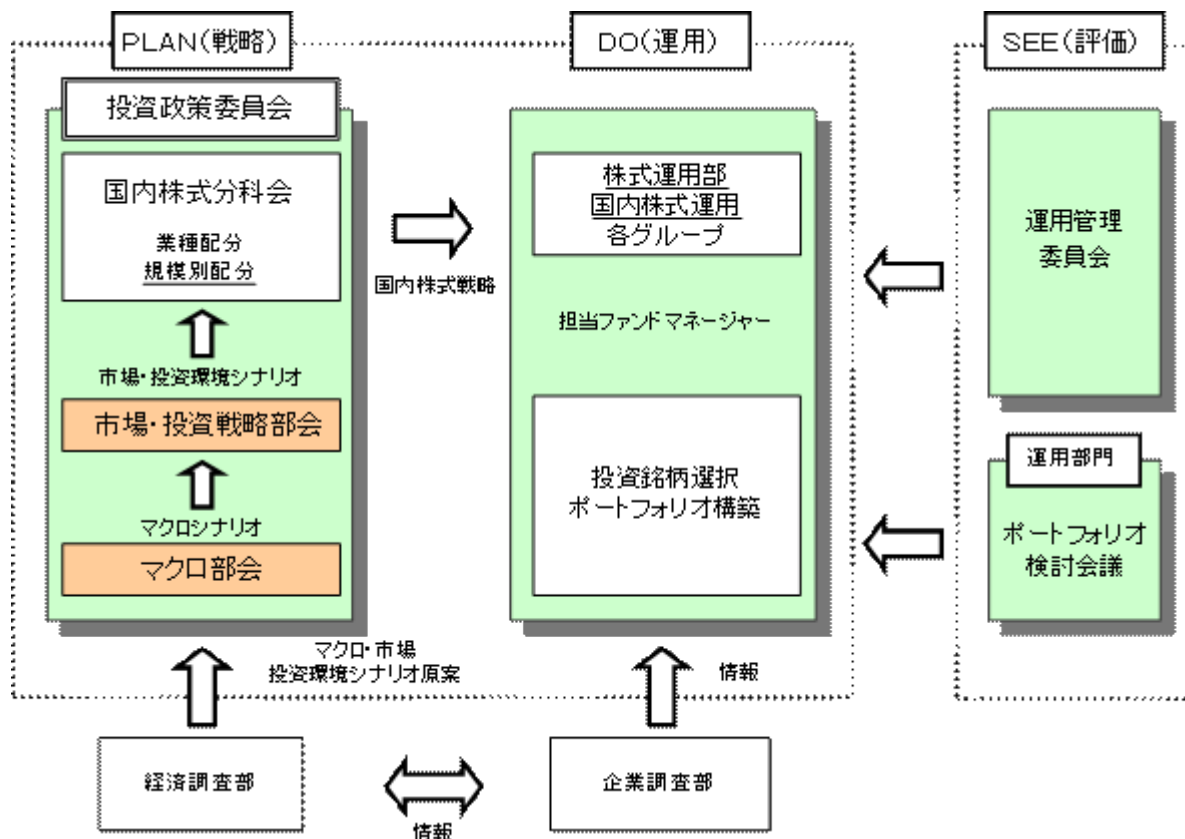 PLAN(戦略)
DO(運用)
SEE(評価)
投資政策委員会
国内株式分科会
業種配分
規模別配分
市場・投資環境シナリオ
市場・投資戦略部会
マクロシナリオ
マクロ部会
国内株式戦略
株式運用部
国内株式運用
各グループ
担当ファンドマネージャー
投資銘柄選択
ポートフォリオ構築
運用管理
委員会
運用部門
ポートフォリオ
検討会議
マクロ・市場
投資環境シナリオ原案
情報
経済調査部
企業調査部
情報